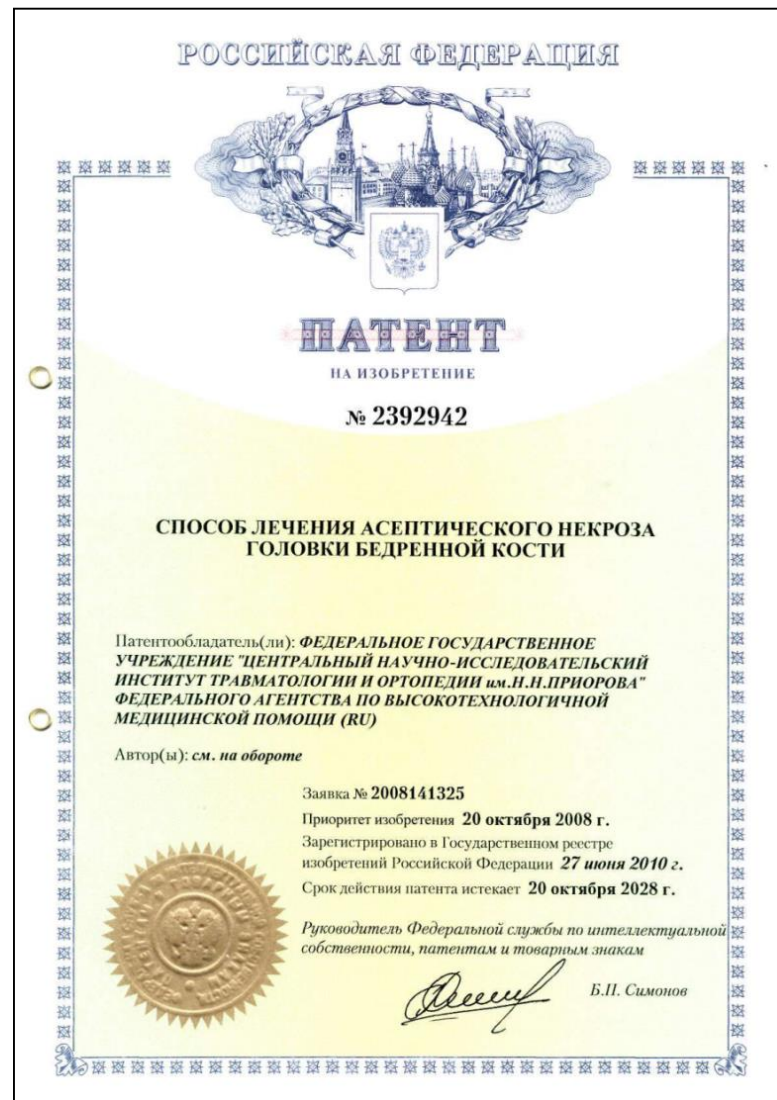 РОССИЙСКАЯ ФЕДЕРАЦИЯ
ПАТЕНТ
НА ИЗОБРЕТЕНИЕ
№ 2392942
СПОСОБ ЛЕЧЕНИЯ АСЕПТИЧЕСКОГО НЕКРОЗА
ГОЛОВКИ БЕДРЕННОЙ КОСТИ
Патентообладатель(ли): ФЕДЕРАЛЬНОЕ ГОСУДАРСТВЕННОЕ
УЧРЕЖДЕНИЕ "ЦЕНТРАЛЬНЫЙ НАУЧНО-ИССЛЕДОВАТЕЛЬСКИЙ
ИНСТИТУТ ТРАВМАТОЛОГИИ И ОРТОПЕДИИ им.Н.Н.ПРИОРОВА"
ФЕДЕРАЛЬНОГО АГЕНТСТВА ПО ВЫСОКОТЕХНОЛОГИЧНОЙ
МЕДИЦИНСКОЙ ПОМОЩИ (RU)
Автор(ы): см. на обороте
Заявка № 2008141325
Приоритет изобретения 20 октября 2008 г.
Зарегистрировано в Государственном реестре
изобретений Российской Федерации 27 июня 2010 г.
Срок действия патента истекает 20 октября 2028 г.
Руководитель Федеральной службы по интеллектуальной
собственности, патентам и товарным знакам
Б.П. Симонов